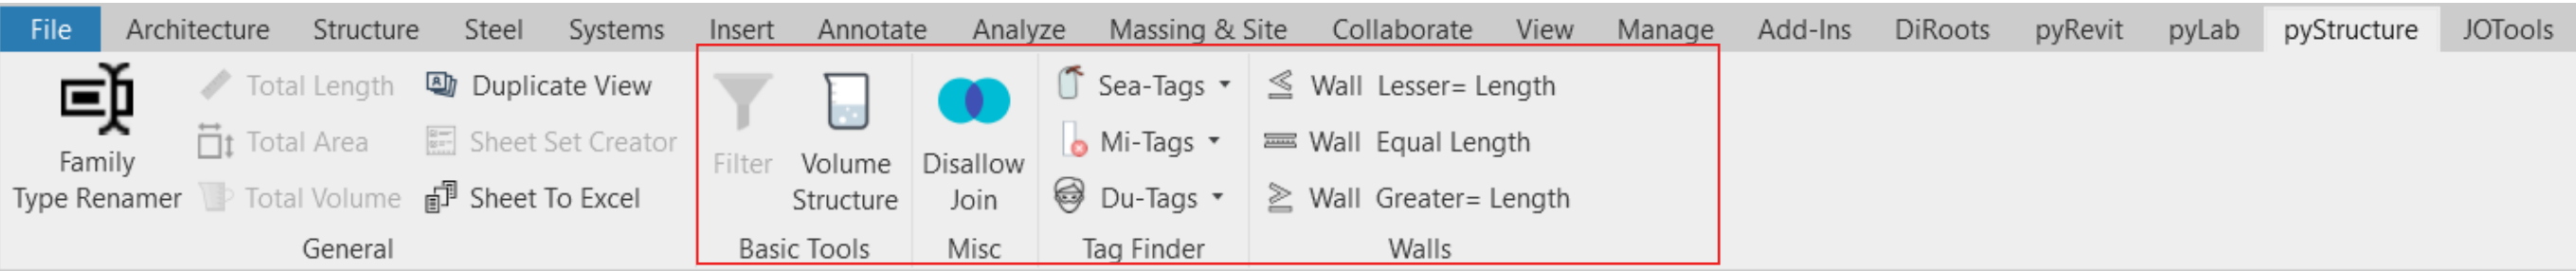 File Architecture Structure Steel Systems Insert Annotate Analyze Massing & Site Collaborate View Manage Add-Ins DiRoots pyRevit pyLab pyStructure JOTools
Family
Type Renamer
Total Length
Total Area
Total Volume
Duplicate View
Sheet Set Creator
Sheet To Excel
General
Filter
Volume
Structure
Basic Tools
Disallow
Join
Misc
Sea-Tags
Mi-Tags
Du-Tags
Tag Finder
Wall Lesser= Length
Wall Equal Length
Wall Greater= Length
Walls